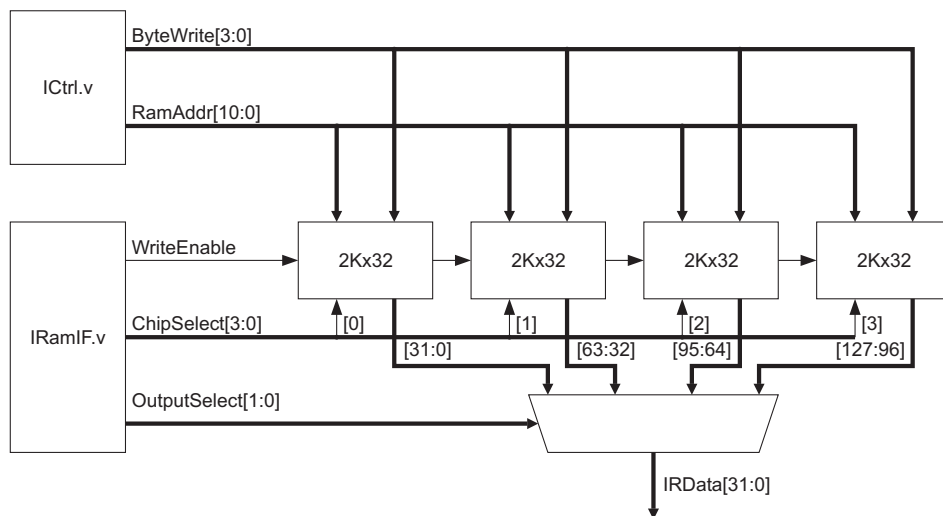 ByteWrite[3:0]
ICtrl.v
RamAddr[10:0]
WriteEnable
2Kx32
2Kx32
2Kx32
2Kx32
IRamIF.v
ChipSelect[3:0]
[0]
[1]
[2]
[3]
[31:0]
[63:32]
[95:64]
[127:96]
OutputSelect[1:0]
IRData[31:0]